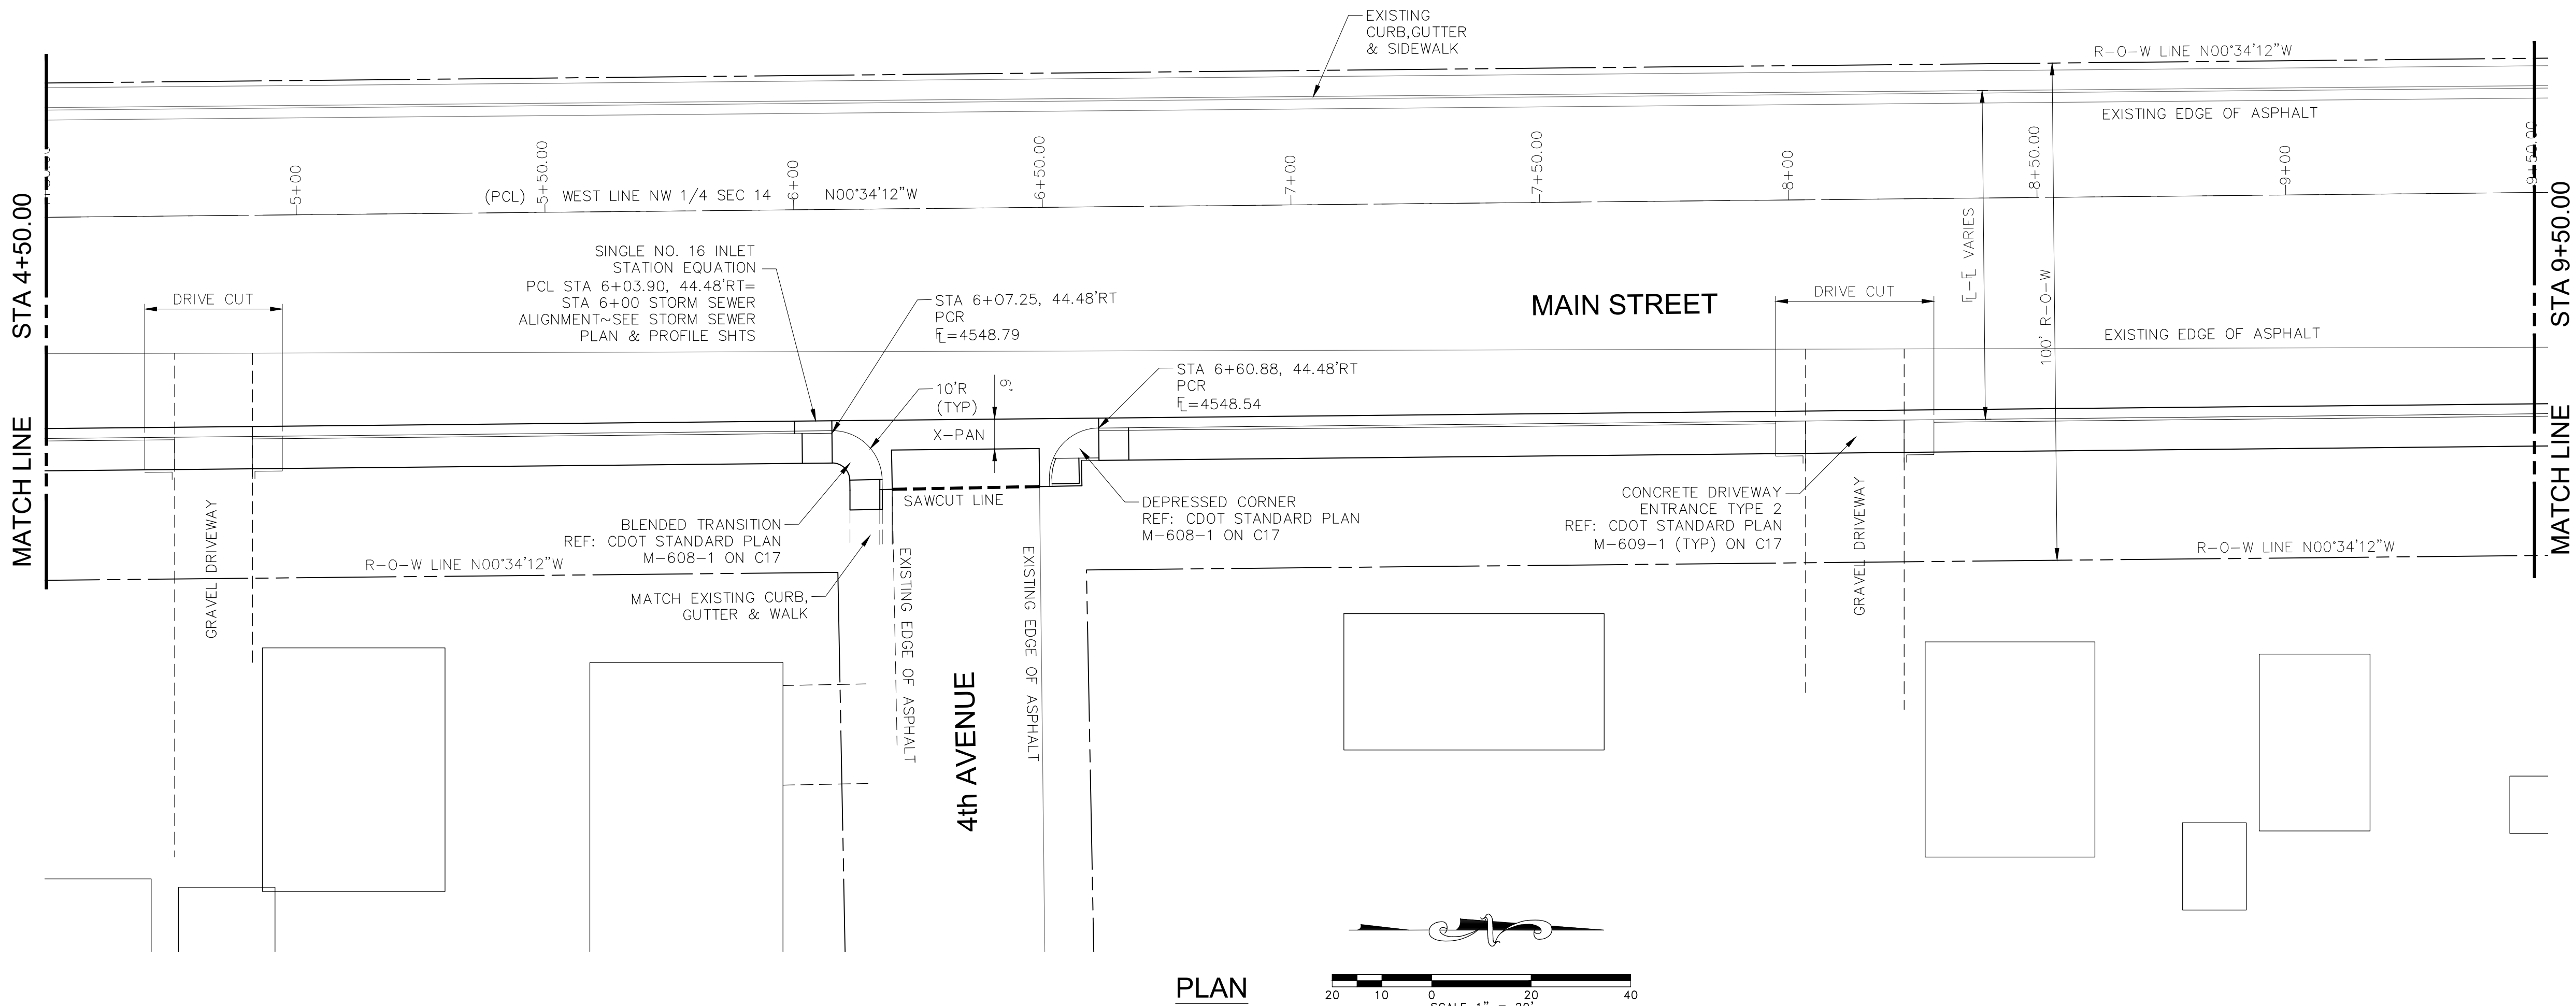 EXISTING
CURB,GUTTER
& SIDEWALK
R-O-W LINE N00°34'12"W
EXISTING EDGE OF ASPHALT
5+00
5+50.00
6+00
6+50.00
7+00
7+50.00
8+00
8+50.00
9+00
9+50.00
(PCL) WEST LINE NW 1/4 SEC 14 N00°34'12"W
MATCH LINE STA 4+50.00
MATCH LINE STA 9+50.00
SINGLE NO. 16 INLET
STATION EQUATION
PCL STA 6+03.90, 44.48'RT=
STA 6+00 STORM SEWER
ALIGNMENT~SEE STORM SEWER
PLAN & PROFILE SHTS
DRIVE CUT
STA 6+07.25, 44.48'RT
PCR
FL=4548.79
MAIN STREET
DRIVE CUT
FL-FL VARIES
100' R-O-W
EXISTING EDGE OF ASPHALT
10'R
(TYP)
6'
X-PAN
STA 6+60.88, 44.48'RT
PCR
FL=4548.54
SAWCUT LINE
BLENDED TRANSITION
REF: CDOT STANDARD PLAN
M-608-1 ON C17
DEPRESSED CORNER
REF: CDOT STANDARD PLAN
M-608-1 ON C17
CONCRETE DRIVEWAY
ENTRANCE TYPE 2
REF: CDOT STANDARD PLAN
M-609-1 (TYP) ON C17
R-O-W LINE N00°34'12"W
R-O-W LINE N00°34'12"W
GRAVEL DRIVEWAY
GRAVEL DRIVEWAY
MATCH EXISTING CURB,
GUTTER & WALK
EXISTING EDGE OF ASPHALT
EXISTING EDGE OF ASPHALT
4th AVENUE
PLAN
20 10 0 20 40
SCALE 1" = 20'